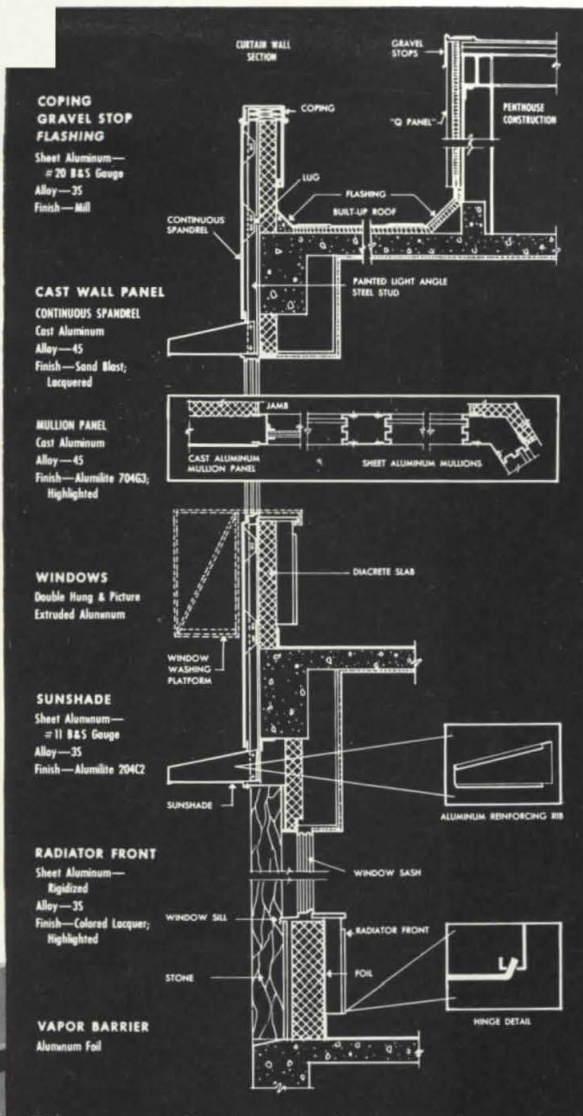 CURTAIN WALL
SECTION
GRAVEL
STOPS
COPING
GRAVEL STOP
FLASHING
Sheet Aluminum—
#20 B&S Gauge
Alloy—3S
Finish—Mill
COPING
"Q PANEL"
PENTHOUSE
CONSTRUCTION
LUG
FLASHING
BUILT-UP ROOF
CONTINUOUS
SPANDREL
PAINTED LIGHT ANGLE
STEEL STUD
CAST WALL PANEL
CONTINUOUS SPANDREL
Cast Aluminum
Alloy—45
Finish—Sand Blast;
Lacquered
MULLION PANEL
Cast Aluminum
Alloy—45
Finish—Alumilite 704G3;
Highlighted
JAMB
CAST ALUMINUM
MULLION PANEL
SHEET ALUMINUM MULLIONS
WINDOWS
Double Hung & Picture
Extruded Aluminum
DIACRETE SLAB
WINDOW
WASHING
PLATFORM
SUNSHADE
Sheet Aluminum—
#11 B&S Gauge
Alloy—3S
Finish—Alumilite 204C2
SUNSHADE
ALUMINUM REINFORCING RIB
RADIATOR FRONT
Sheet Aluminum—
Rigidized
Alloy—3S
Finish—Colored Lacquer;
Highlighted
WINDOW SASH
WINDOW SILL
RADIATOR FRONT
STONE
FOIL
HINGE DETAIL
VAPOR BARRIER
Aluminum Foil